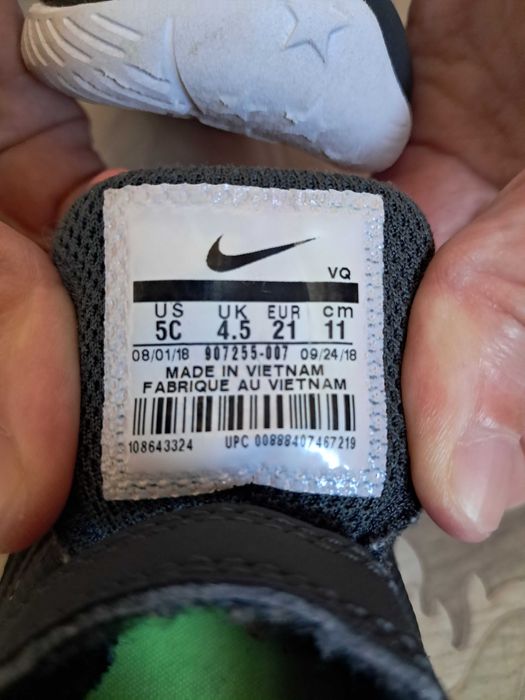 VQ
US UK EUR cm
5C 4.5 21 11
08/01/18 907255-007 09/24/18
MADE IN VIETNAM
FABRIQUE AU VIETNAM
108643324 UPC 00888407467219